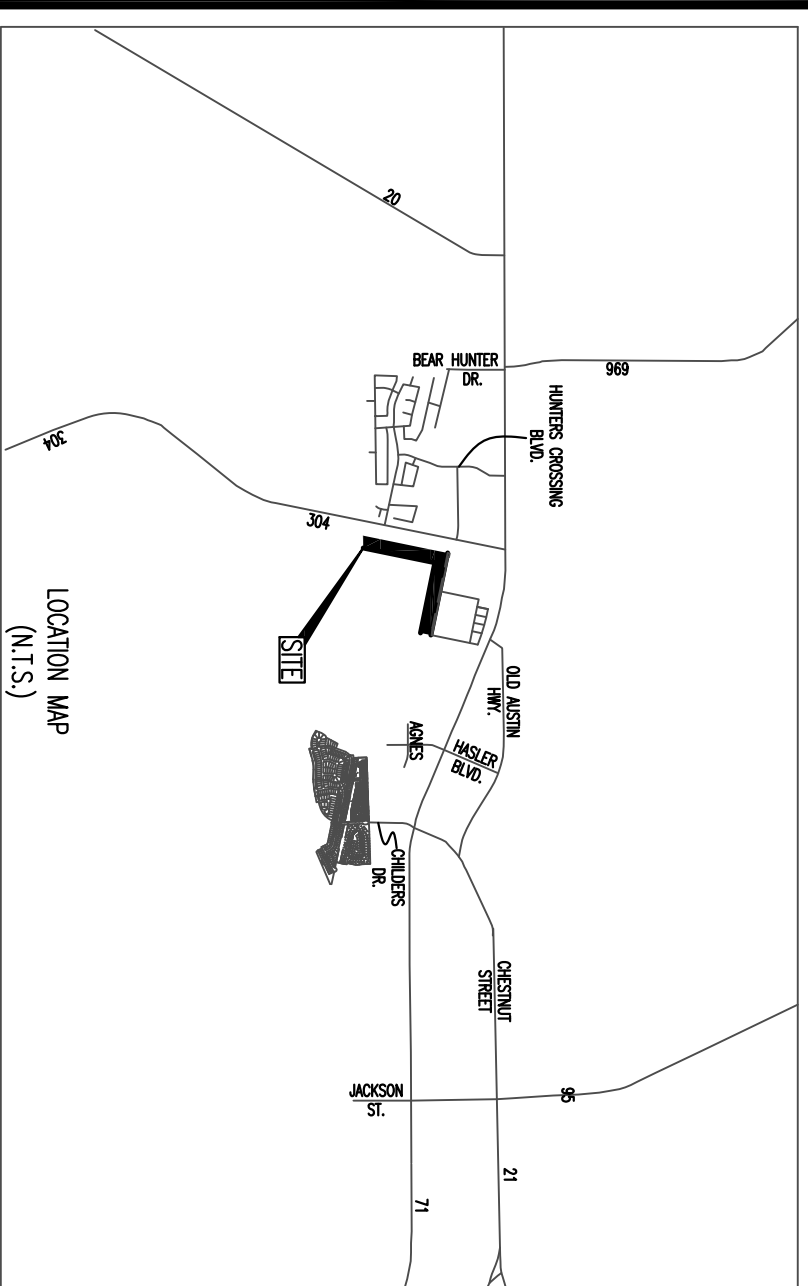 20
969
BEAR HUNTER
DR.
HUNTERS CROSSING
BLVD.
304
304
SITE
OLD AUSTIN
HWY.
HASLER
BLVD.
AGNES
CHILDERS
DR.
CHESTNUT
STREET
JACKSON
ST.
95
21
71
LOCATION MAP
(N.T.S.)